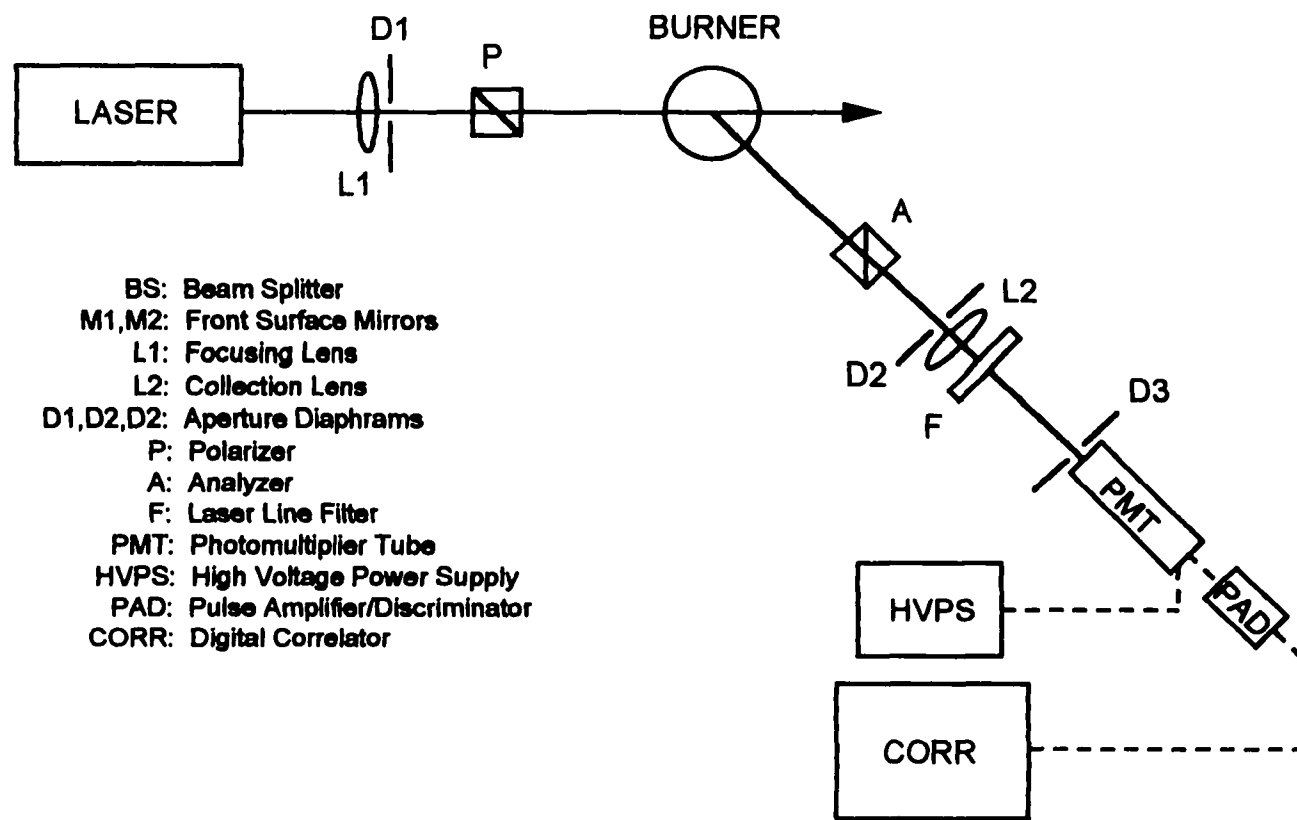 D1
P
BURNER
LASER
L1
A
BS: Beam Splitter
M1,M2: Front Surface Mirrors
L1: Focusing Lens
L2: Collection Lens
D1,D2,D2: Aperture Diaphrams
P: Polarizer
A: Analyzer
F: Laser Line Filter
PMT: Photomultiplier Tube
HVPS: High Voltage Power Supply
PAD: Pulse Amplifier/Discriminator
CORR: Digital Correlator
L2
D2
F
D3
PMT
HVPS
PAD
CORR